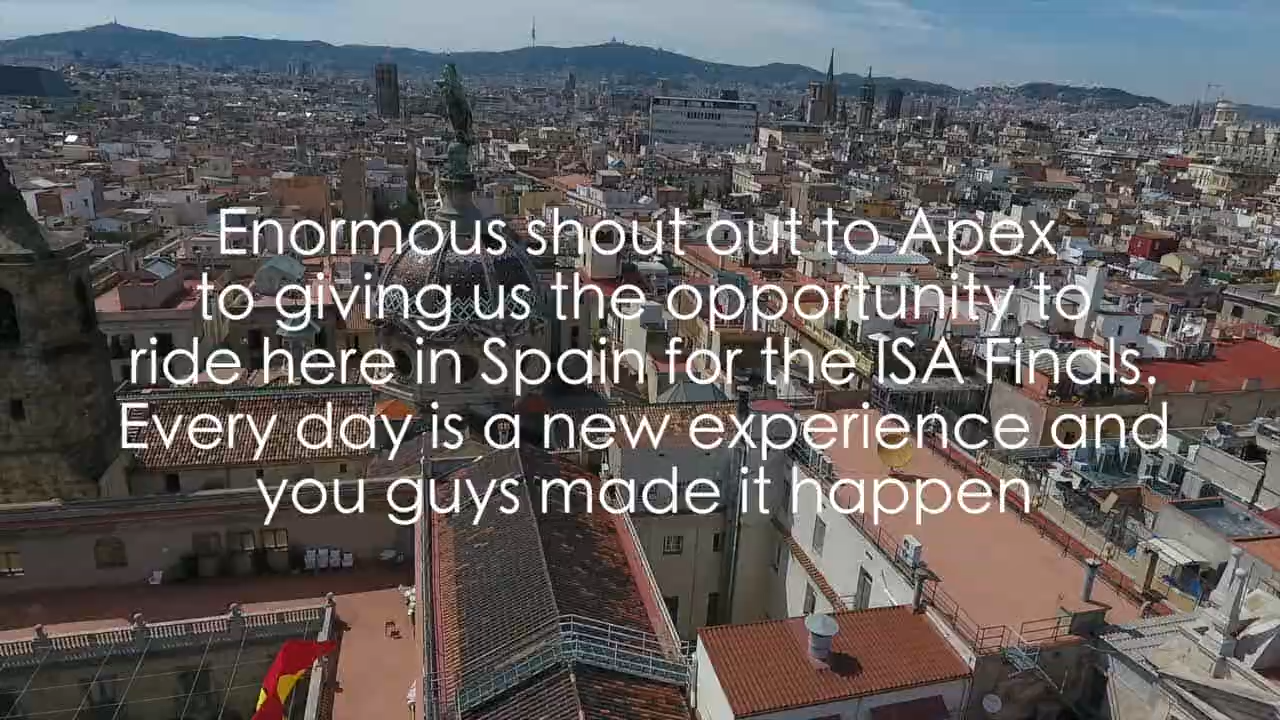 Enormous shout out to Apex
to giving us the opportunity to
ride here in Spain for the ISA Finals.
Every day is a new experience and
you guys made it happen